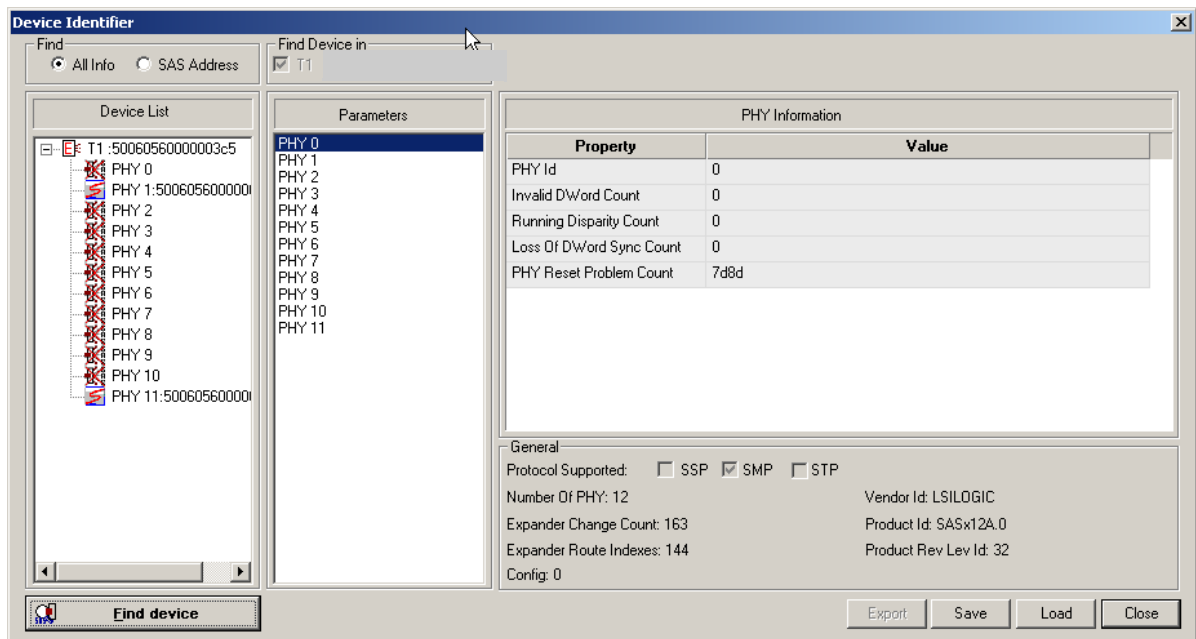 Device Identifier
Find
All Info SAS Address
Find Device in
T1
Device List
T1 :50060560000003c5
PHY 0
PHY 1:500605600000
PHY 2
PHY 3
PHY 4
PHY 5
PHY 6
PHY 7
PHY 8
PHY 9
PHY 10
PHY 11:50060560000
Parameters
PHY 0
PHY 1
PHY 2
PHY 3
PHY 4
PHY 5
PHY 6
PHY 7
PHY 8
PHY 9
PHY 10
PHY 11
PHY Information
Property Value
PHY Id 0
Invalid DWord Count 0
Running Disparity Count 0
Loss Of DWord Sync Count 0
PHY Reset Problem Count 7d8d
General
Protocol Supported: SSP SMP STP
Number Of PHY: 12 Vendor Id: LSILOGIC
Expander Change Count: 163 Product Id: SASx12A.0
Expander Route Indexes: 144 Product Rev Lev Id: 32
Config: 0
Find device
Export Save Load Close